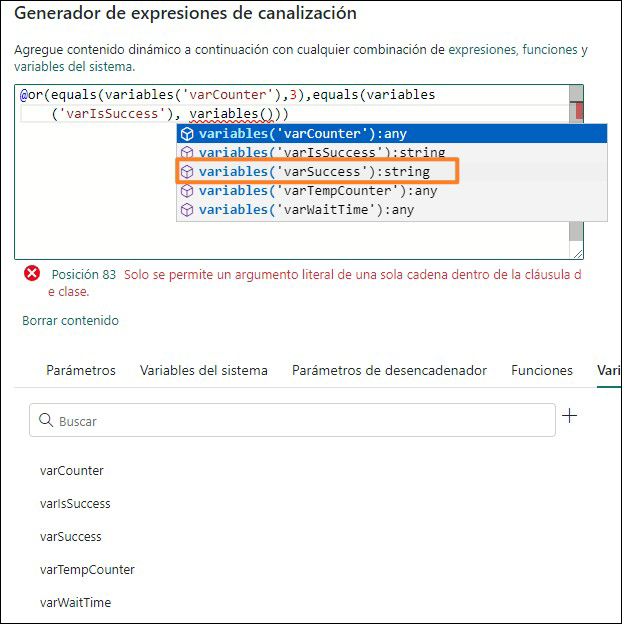 Generador de expresiones de canalización
Agregue contenido dinámico a continuación con cualquier combinación de expresiones, funciones y
variables del sistema.
@or(equals(variables('varCounter'),3),equals(variables
('varIsSuccess'), variables()))
variables('varCounter'):any
variables('varIsSuccess'):string
variables('varSuccess'):string
variables('varTempCounter'):any
variables('varWaitTime'):any
Posición 83 Solo se permite un argumento literal de una sola cadena dentro de la cláusula d
e clase.
Borrar contenido
Parámetros Variables del sistema Parámetros de desencadenador Funciones Vari
Buscar
varCounter
varIsSuccess
varSuccess
varTempCounter
varWaitTime